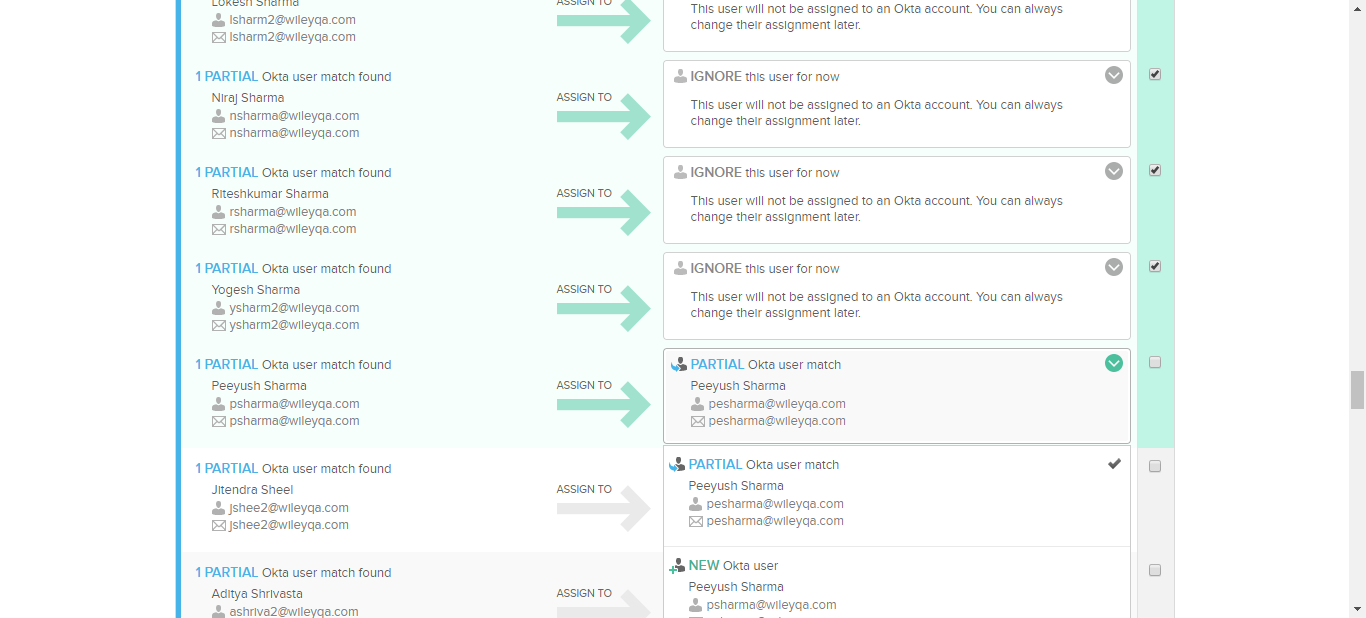 Lokesh Sharma
lsharm2@wileyqa.com
lsharm2@wileyqa.com
ASSIGN TO
This user will not be assigned to an Okta account. You can always
change their assignment later.
1 PARTIAL Okta user match found
Niraj Sharma
nsharma@wileyqa.com
nsharma@wileyqa.com
ASSIGN TO
IGNORE this user for now
This user will not be assigned to an Okta account. You can always
change their assignment later.
1 PARTIAL Okta user match found
Riteshkumar Sharma
rsharma@wileyqa.com
rsharma@wileyqa.com
ASSIGN TO
IGNORE this user for now
This user will not be assigned to an Okta account. You can always
change their assignment later.
1 PARTIAL Okta user match found
Yogesh Sharma
ysharm2@wileyqa.com
ysharm2@wileyqa.com
ASSIGN TO
IGNORE this user for now
This user will not be assigned to an Okta account. You can always
change their assignment later.
1 PARTIAL Okta user match found
Peeyush Sharma
psharma@wileyqa.com
psharma@wileyqa.com
ASSIGN TO
PARTIAL Okta user match
Peeyush Sharma
pesharma@wileyqa.com
pesharma@wileyqa.com
1 PARTIAL Okta user match found
Jitendra Sheel
jshee2@wileyqa.com
jshee2@wileyqa.com
ASSIGN TO
PARTIAL Okta user match
Peeyush Sharma
pesharma@wileyqa.com
pesharma@wileyqa.com
1 PARTIAL Okta user match found
Aditya Shrivasta
ashriva2@wileyqa.com
ASSIGN TO
NEW Okta user
Peeyush Sharma
psharma@wileyqa.com